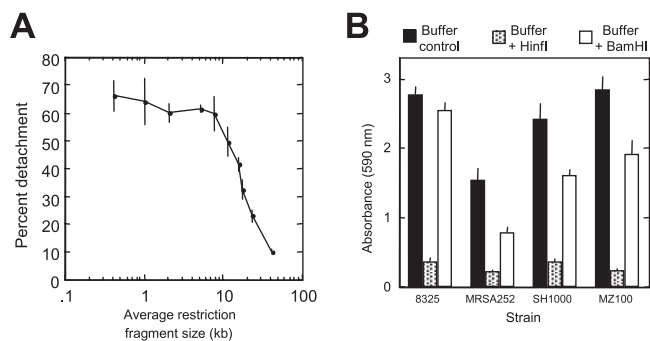 A
Percent detachment
80
70
60
50
40
30
20
10
0
.1
1
10
100
Average restriction
fragment size (kb)
B
Buffer
control
Buffer
+ HinfI
Buffer
+ BamHI
Absorbance (590 nm)
3
2
1
0
8325
MRSA252
SH1000
MZ100
Strain